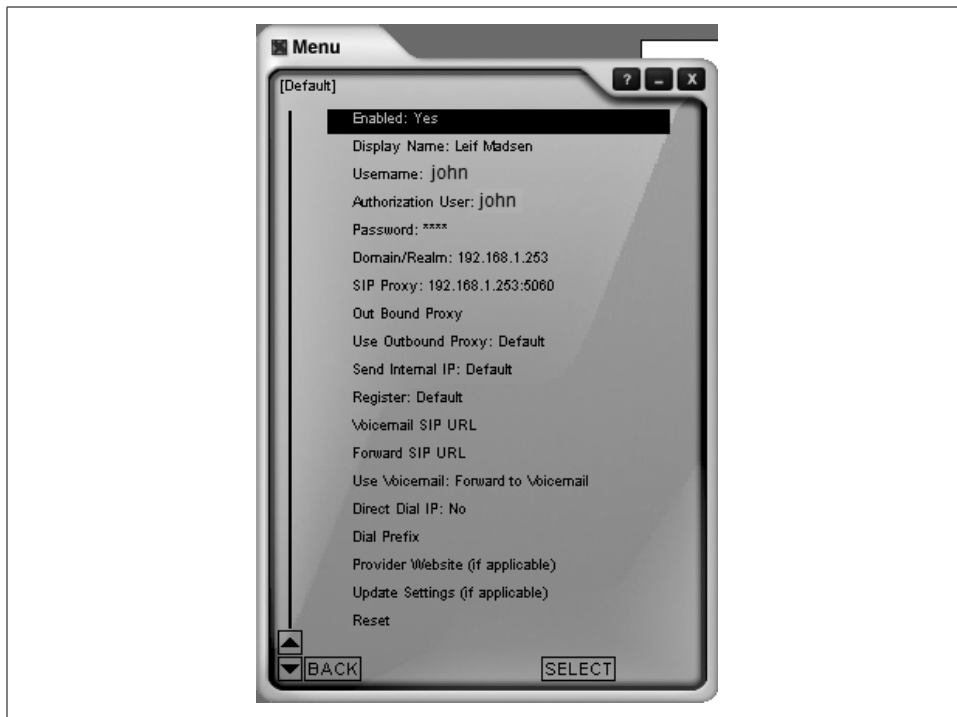 Menu
? – X
[Default]
Enabled: Yes
Display Name: Leif Madsen
Username: john
Authorization User: john
Password: ****
Domain/Realm: 192.168.1.253
SIP Proxy: 192.168.1.253:5060
Out Bound Proxy
Use Outbound Proxy: Default
Send Internal IP: Default
Register: Default
Voicemail SIP URL
Forward SIP URL
Use Voicemail: Forward to Voicemail
Direct Dial IP: No
Dial Prefix
Provider Website (if applicable)
Update Settings (if applicable)
Reset
BACK SELECT